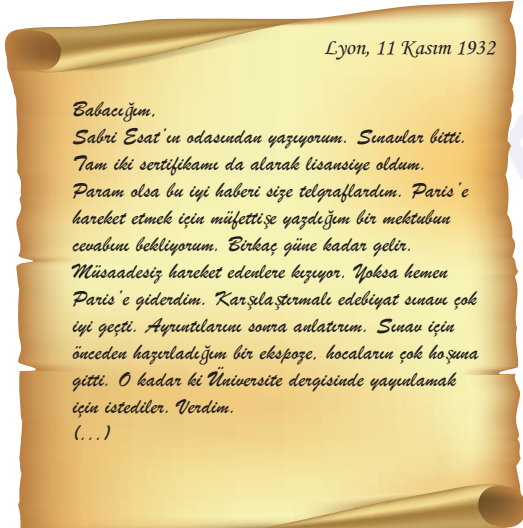 Lyon, 11 Kasım 1932
Babacığım,
Sabri Esat'ın odasından yazıyorum. Sınavlar bitti.
Tam iki sertifikamı da alarak lisansiye oldum.
Param olsa bu iyi haberi size telgraflardım. Paris'e
hareket etmek için müfettişe yazdığım bir mektubun
cevabını bekliyorum. Birkaç güne kadar gelir.
Müsaadesiz hareket edenlere kızıyor. Yoksa hemen
Paris'e giderdim. Karşılaştırmalı edebiyat sınavı çok
iyi geçti. Ayrıntılarını sonra anlatırım. Sınav için
önceden hazırladığım bir ekspoze, hocaların çok hoşuna
gitti. O kadar ki Üniversite dergisinde yayınlamak
için istediler. Verdim.
(...)